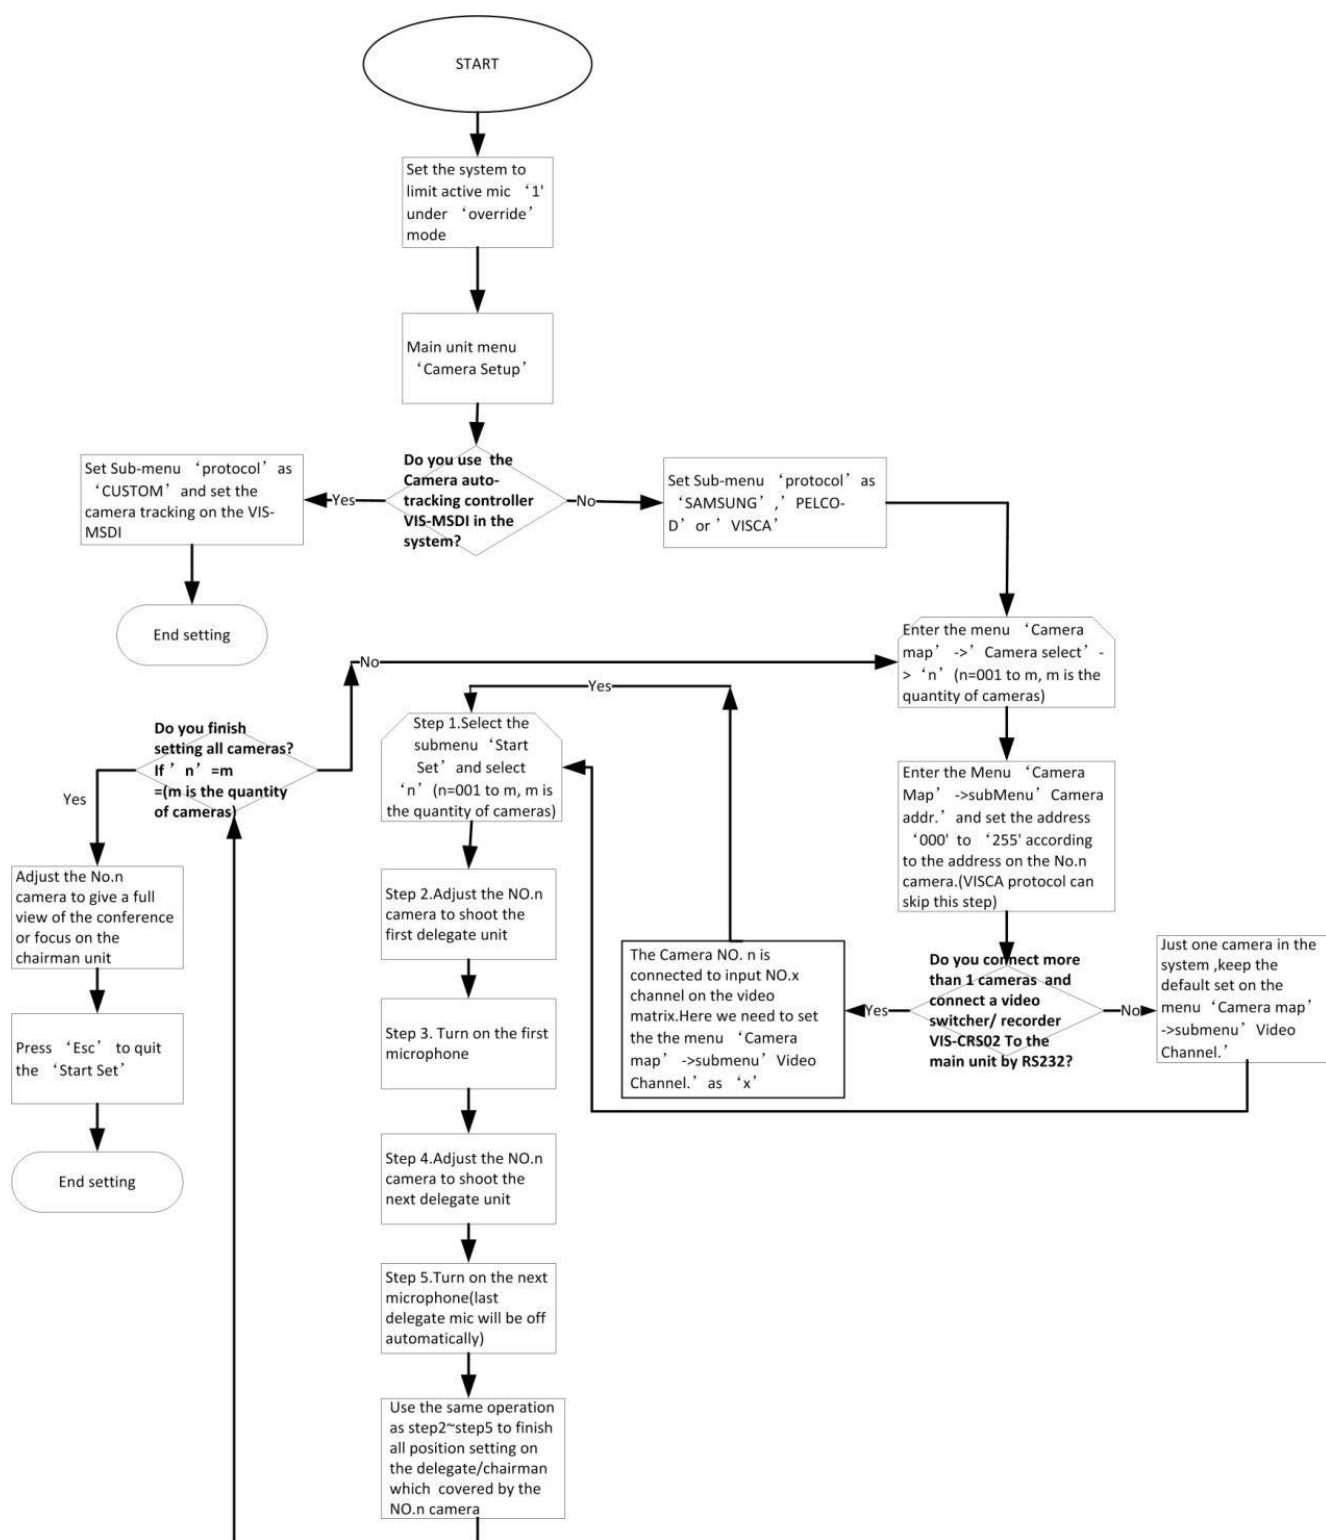 START
Set the system to
limit active mic ‘1'
under ‘override’
mode
Main unit menu
‘Camera Setup’
Do you use the
Camera auto-
tracking controller
VIS-MSDI in the
system?
Yes
No
Set Sub-menu ‘protocol’ as
‘CUSTOM’ and set the
camera tracking on the VIS-
MSDI
End setting
Set Sub-menu ‘protocol’ as
‘SAMSUNG’,’ PELCO-
D’ or ’ VISCA’
Enter the menu ‘Camera
map’ ->’ Camera select’ -
> ‘n’ (n=001 to m, m is the
quantity of cameras)
Enter the Menu ‘Camera
Map’ ->subMenu’ Camera
addr.’ and set the address
‘000' to ‘255' according
to the address on the No.n
camera.(VISCA protocol can
skip this step)
Do you connect more
than 1 cameras and
connect a video
switcher/ recorder
VIS-CRS02 To the
main unit by RS232?
Yes
No
Just one camera in the
system ,keep the
default set on the
menu ‘Camera map’
->submenu’ Video
Channel.’
The Camera NO. n is
connected to input NO.x
channel on the video
matrix.Here we need to set
the the menu ‘Camera
map’ ->submenu’ Video
Channel.’ as ‘x’
Yes
Step 1.Select the
submenu ‘Start
Set’ and select
‘n’ (n=001 to m, m is
the quantity of cameras)
Step 2.Adjust the NO.n
camera to shoot the
first delegate unit
Step 3. Turn on the first
microphone
Step 4.Adjust the NO.n
camera to shoot the
next delegate unit
Step 5.Turn on the next
microphone(last
delegate mic will be off
automatically)
Use the same operation
as step2~step5 to finish
all position setting on
the delegate/chairman
which covered by the
NO.n camera
Do you finish
setting all cameras?
If ’ n’ =m
=(m is the quantity
of cameras)
No
Yes
Adjust the No.n
camera to give a full
view of the conference
or focus on the
chairman unit
Press ‘Esc’ to quit
the ‘Start Set’
End setting